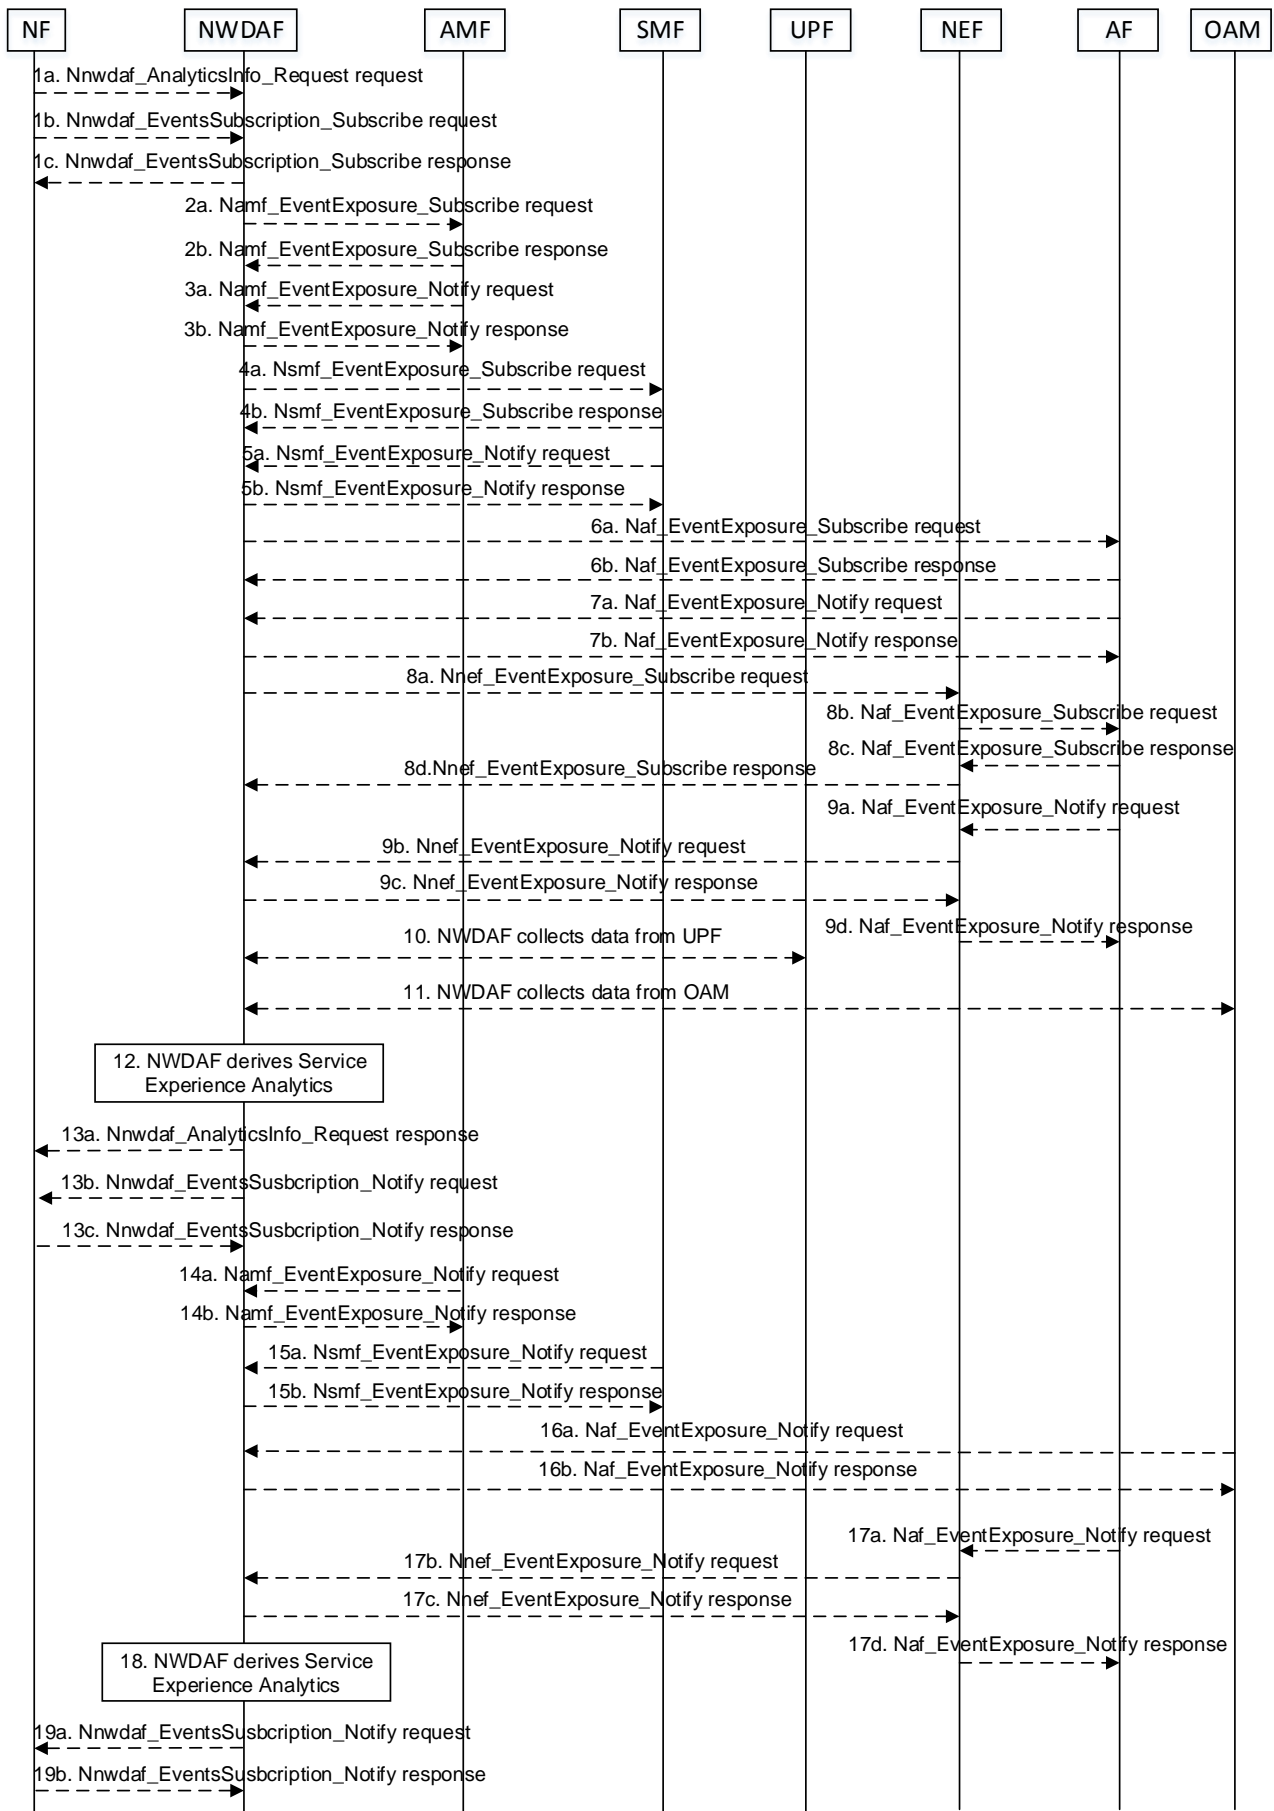 NF
NWDAF
AMF
SMF
UPF
NEF
AF
OAM
1a. Nnwdaf_AnalyticsInfo_Request request
1b. Nnwdaf_EventsSubscription_Subscribe request
1c. Nnwdaf_EventsSubscription_Subscribe response
2a. Namf_EventExposure_Subscribe request
2b. Namf_EventExposure_Subscribe response
3a. Namf_EventExposure_Notify request
3b. Namf_EventExposure_Notify response
4a. Nsmf_EventExposure_Subscribe request
4b. Nsmf_EventExposure_Subscribe response
5a. Nsmf_EventExposure_Notify request
5b. Nsmf_EventExposure_Notify response
6a. Naf_EventExposure_Subscribe request
6b. Naf_EventExposure_Subscribe response
7a. Naf_EventExposure_Notify request
7b. Naf_EventExposure_Notify response
8a. Nnef_EventExposure_Subscribe request
8b. Naf_EventExposure_Subscribe request
8c. Naf_EventExposure_Subscribe response
8d.Nnef_EventExposure_Subscribe response
9a. Naf_EventExposure_Notify request
9b. Nnef_EventExposure_Notify request
9c. Nnef_EventExposure_Notify response
9d. Naf_EventExposure_Notify response
10. NWDAF collects data from UPF
11. NWDAF collects data from OAM
12. NWDAF derives Service
Experience Analytics
13a. Nnwdaf_AnalyticsInfo_Request response
13b. Nnwdaf_EventsSusbcription_Notify request
13c. Nnwdaf_EventsSusbcription_Notify response
14a. Namf_EventExposure_Notify request
14b. Namf_EventExposure_Notify response
15a. Nsmf_EventExposure_Notify request
15b. Nsmf_EventExposure_Notify response
16a. Naf_EventExposure_Notify request
16b. Naf_EventExposure_Notify response
17a. Naf_EventExposure_Notify request
17b. Nnef_EventExposure_Notify request
17c. Nnef_EventExposure_Notify response
17d. Naf_EventExposure_Notify response
18. NWDAF derives Service
Experience Analytics
19a. Nnwdaf_EventsSusbcription_Notify request
19b. Nnwdaf_EventsSusbcription_Notify response